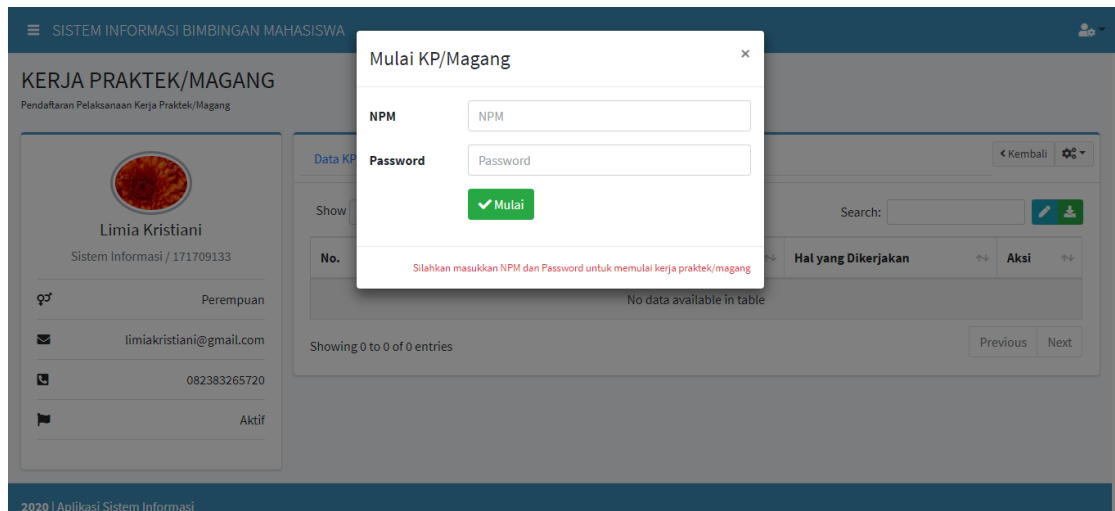 SISTEM INFORMASI BIMBINGAN MAHASISWA
KERJA PRAKTEK/MAGANG
Pendaftaran Pelaksanaan Kerja Praktek/Magang
Limia Kristiani
Sistem Informasi / 171709133
Perempuan
limiakristiani@gmail.com
082383265720
Aktif
Mulai KP/Magang ×
NPM NPM
Password Password
Mulai
Silahkan masukkan NPM dan Password untuk memulai kerja praktek/magang
Data KP Kembali
Show Search:
No. Hal yang Dikerjakan Aksi
No data available in table
Showing 0 to 0 of 0 entries Previous Next
2020 | Aplikasi Sistem Informasi